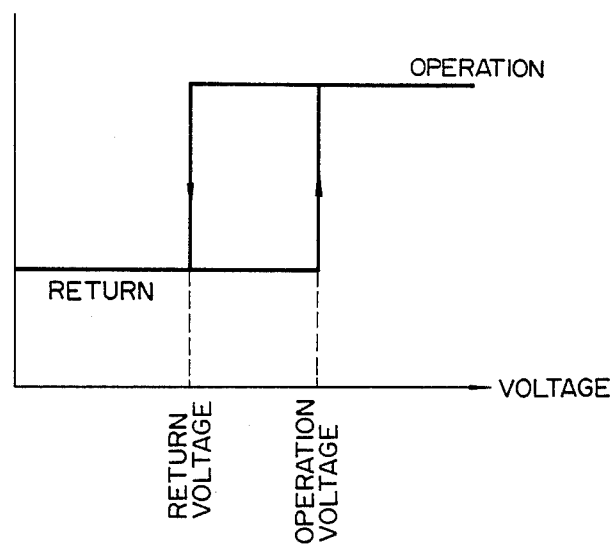 OPERATION
RETURN
VOLTAGE
RETURN
VOLTAGE
OPERATION
VOLTAGE